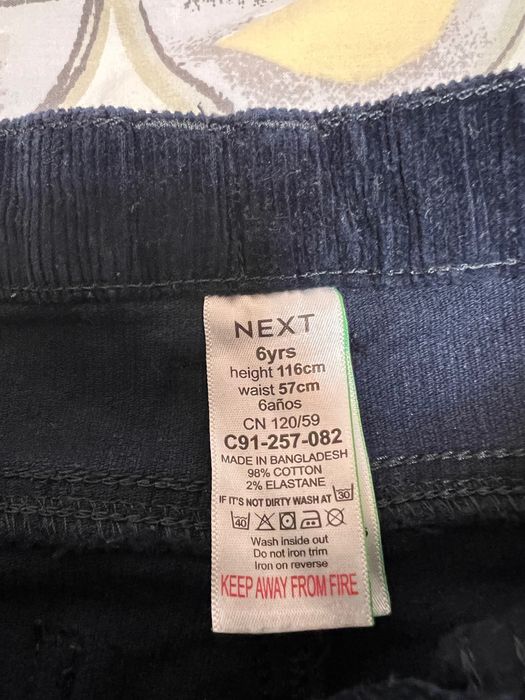 NEXT
6yrs
height 116cm
waist 57cm
6años
CN 120/59
C91-257-082
MADE IN BANGLADESH
98% COTTON
2% ELASTANE
IF IT'S NOT DIRTY WASH AT 30
40
Wash inside out
Do not iron trim
Iron on reverse
KEEP AWAY FROM FIRE